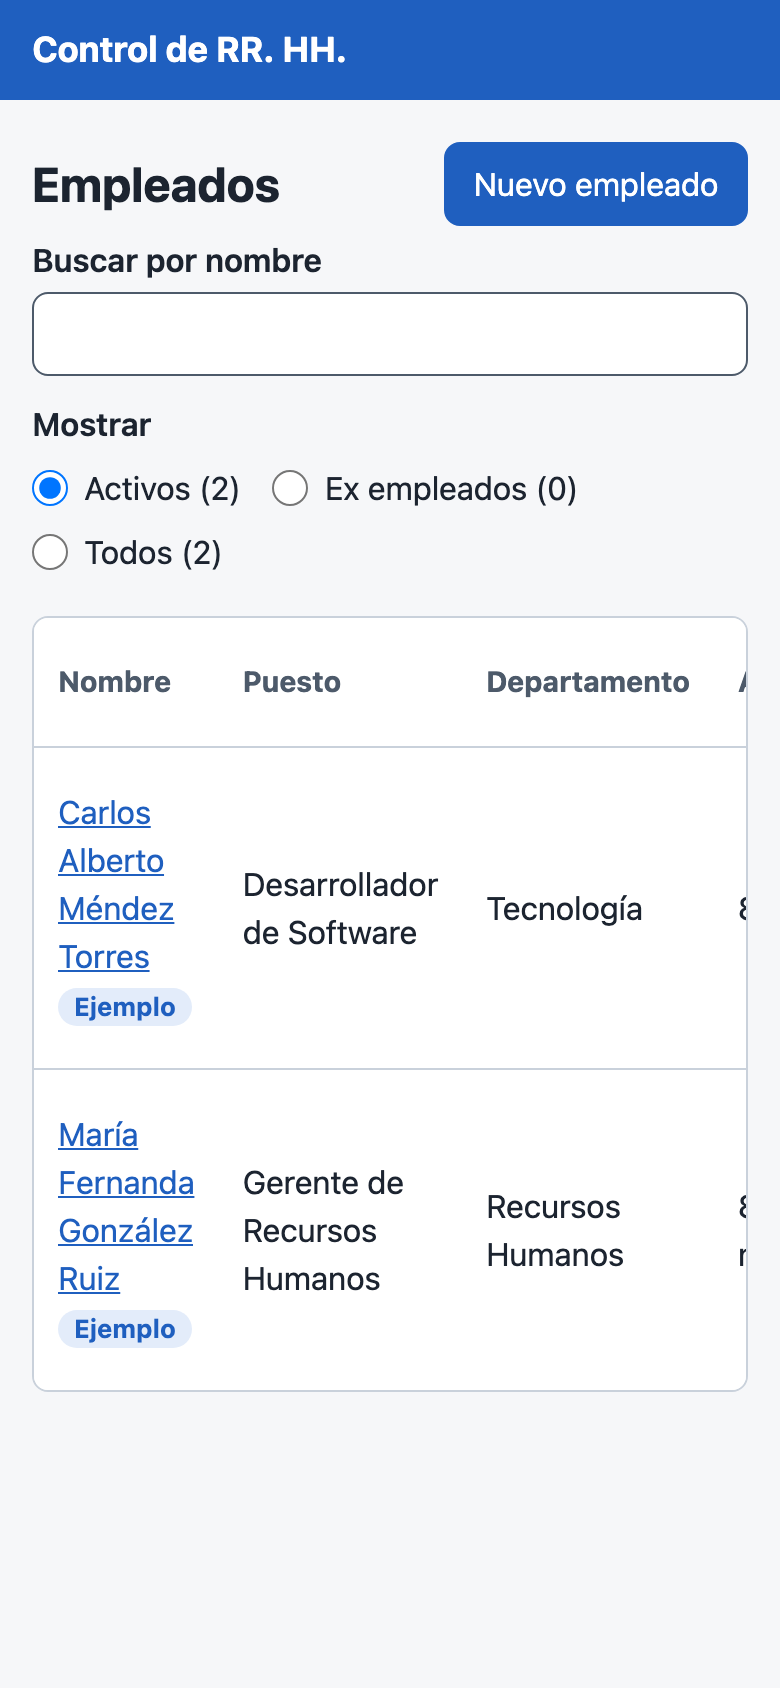 Control de RR. HH.
Empleados
Nuevo empleado
Buscar por nombre
Mostrar
Activos (2)
Ex empleados (0)
Todos (2)
Nombre Puesto Departamento
Carlos
Alberto
Méndez
Torres
Ejemplo
Desarrollador
de Software
Tecnología
María
Fernanda
González
Ruiz
Ejemplo
Gerente de
Recursos
Humanos
Recursos
Humanos